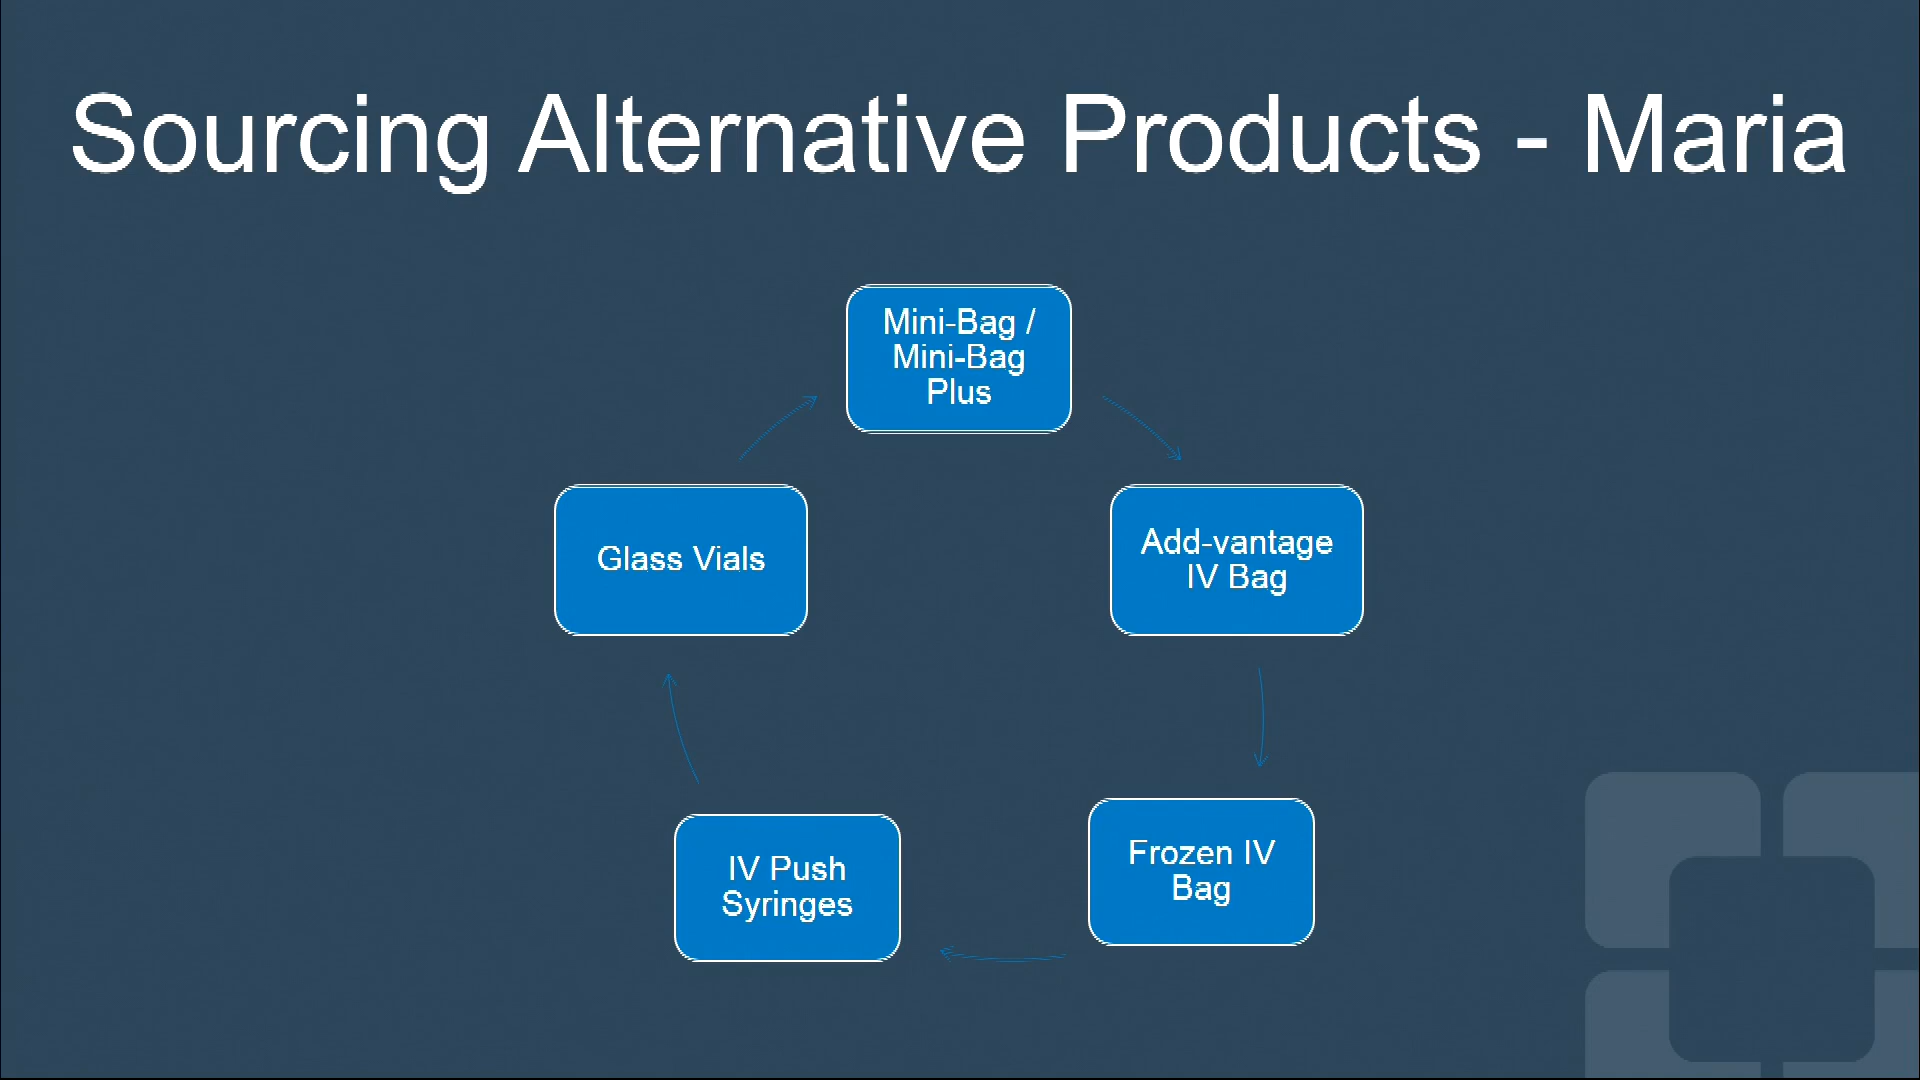 Sourcing Alternative Products - Maria
Mini-Bag /
Mini-Bag
Plus
Add-vantage
IV Bag
Frozen IV
Bag
IV Push
Syringes
Glass Vials